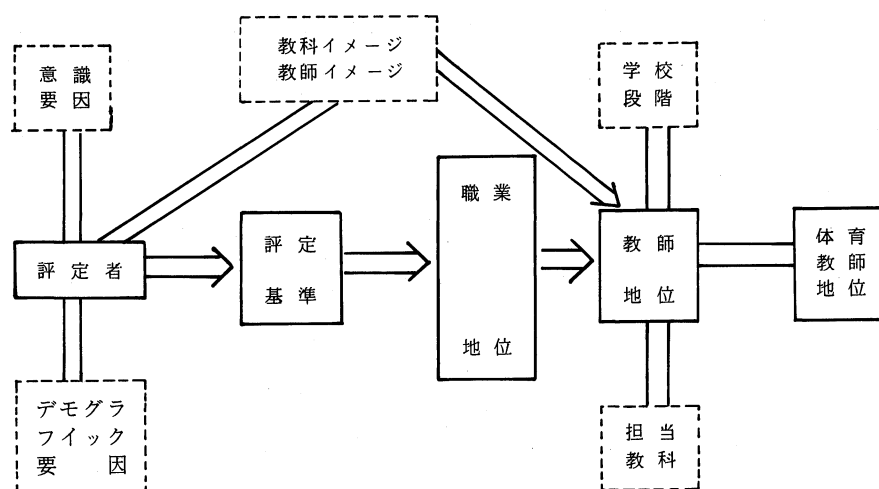 教科イメージ
教師イメージ
意識
要因
学校
段階
職業
地位
評定者
評定
基準
教師
地位
体育
教師
地位
デモグラ
フイック
要因
担当
教科